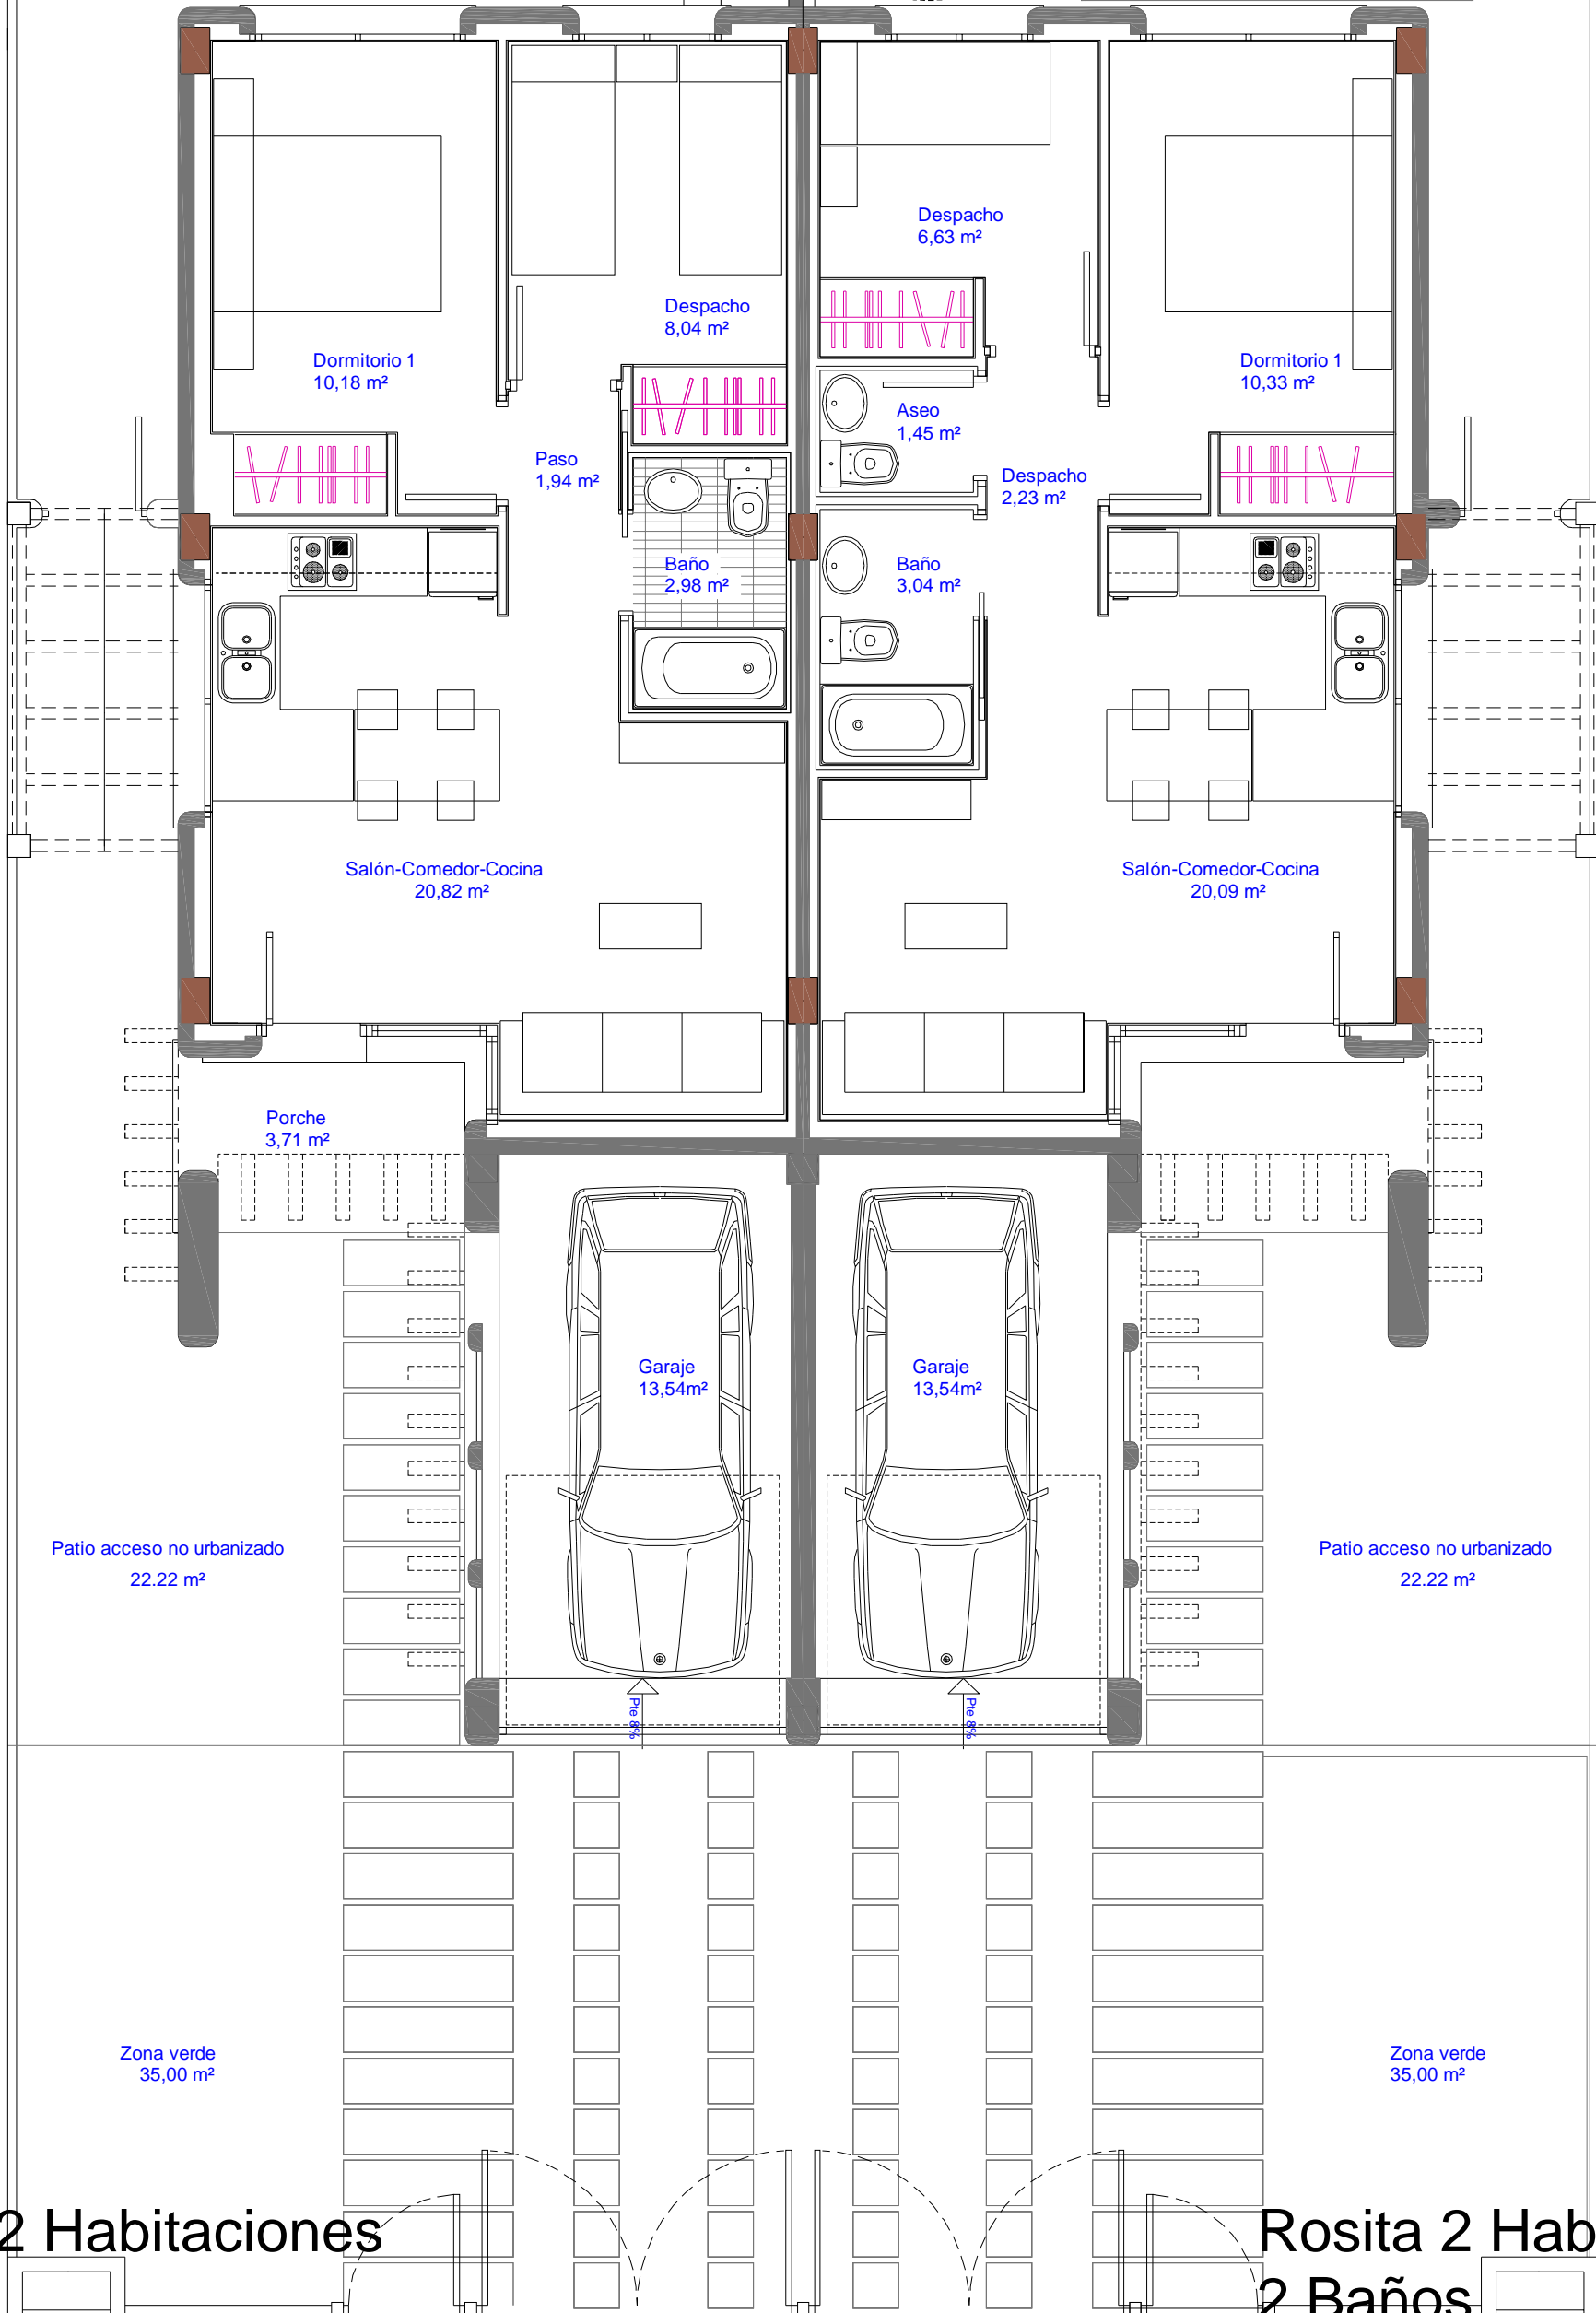 Despacho
6,63 m²
Despacho
8,04 m²
Dormitorio 1
10,18 m²
Dormitorio 1
10,33 m²
Aseo
1,45 m²
Paso
1,94 m²
Despacho
2,23 m²
Baño
2,98 m²
Baño
3,04 m²
Salón-Comedor-Cocina
20,82 m²
Salón-Comedor-Cocina
20,09 m²
Porche
3,71 m²
Garaje
13,54m²
Garaje
13,54m²
Patio acceso no urbanizado
22.22 m²
Patio acceso no urbanizado
22.22 m²
Pte 8%
Pte 8%
Zona verde
35,00 m²
Zona verde
35,00 m²
2 Habitaciones
Rosita 2 Hab
2 Baños